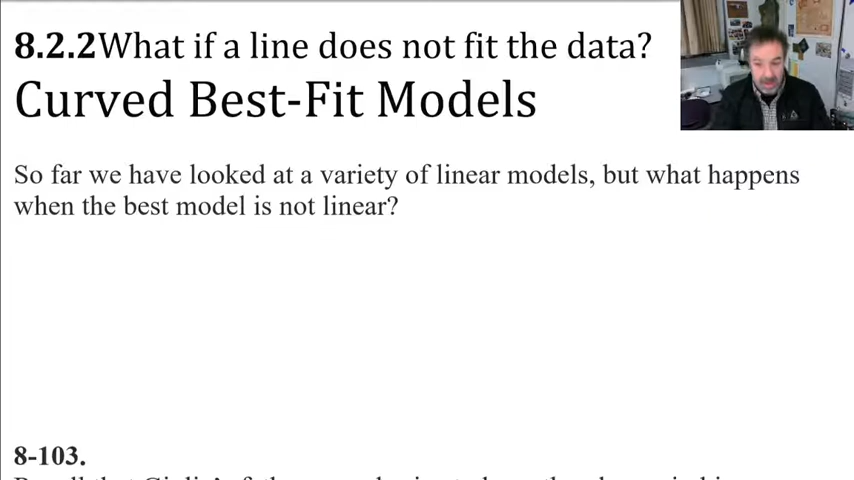 8.2.2What if a line does not fit the data?
Curved Best-Fit Models
So far we have looked at a variety of linear models, but what happens
when the best model is not linear?
8-103.